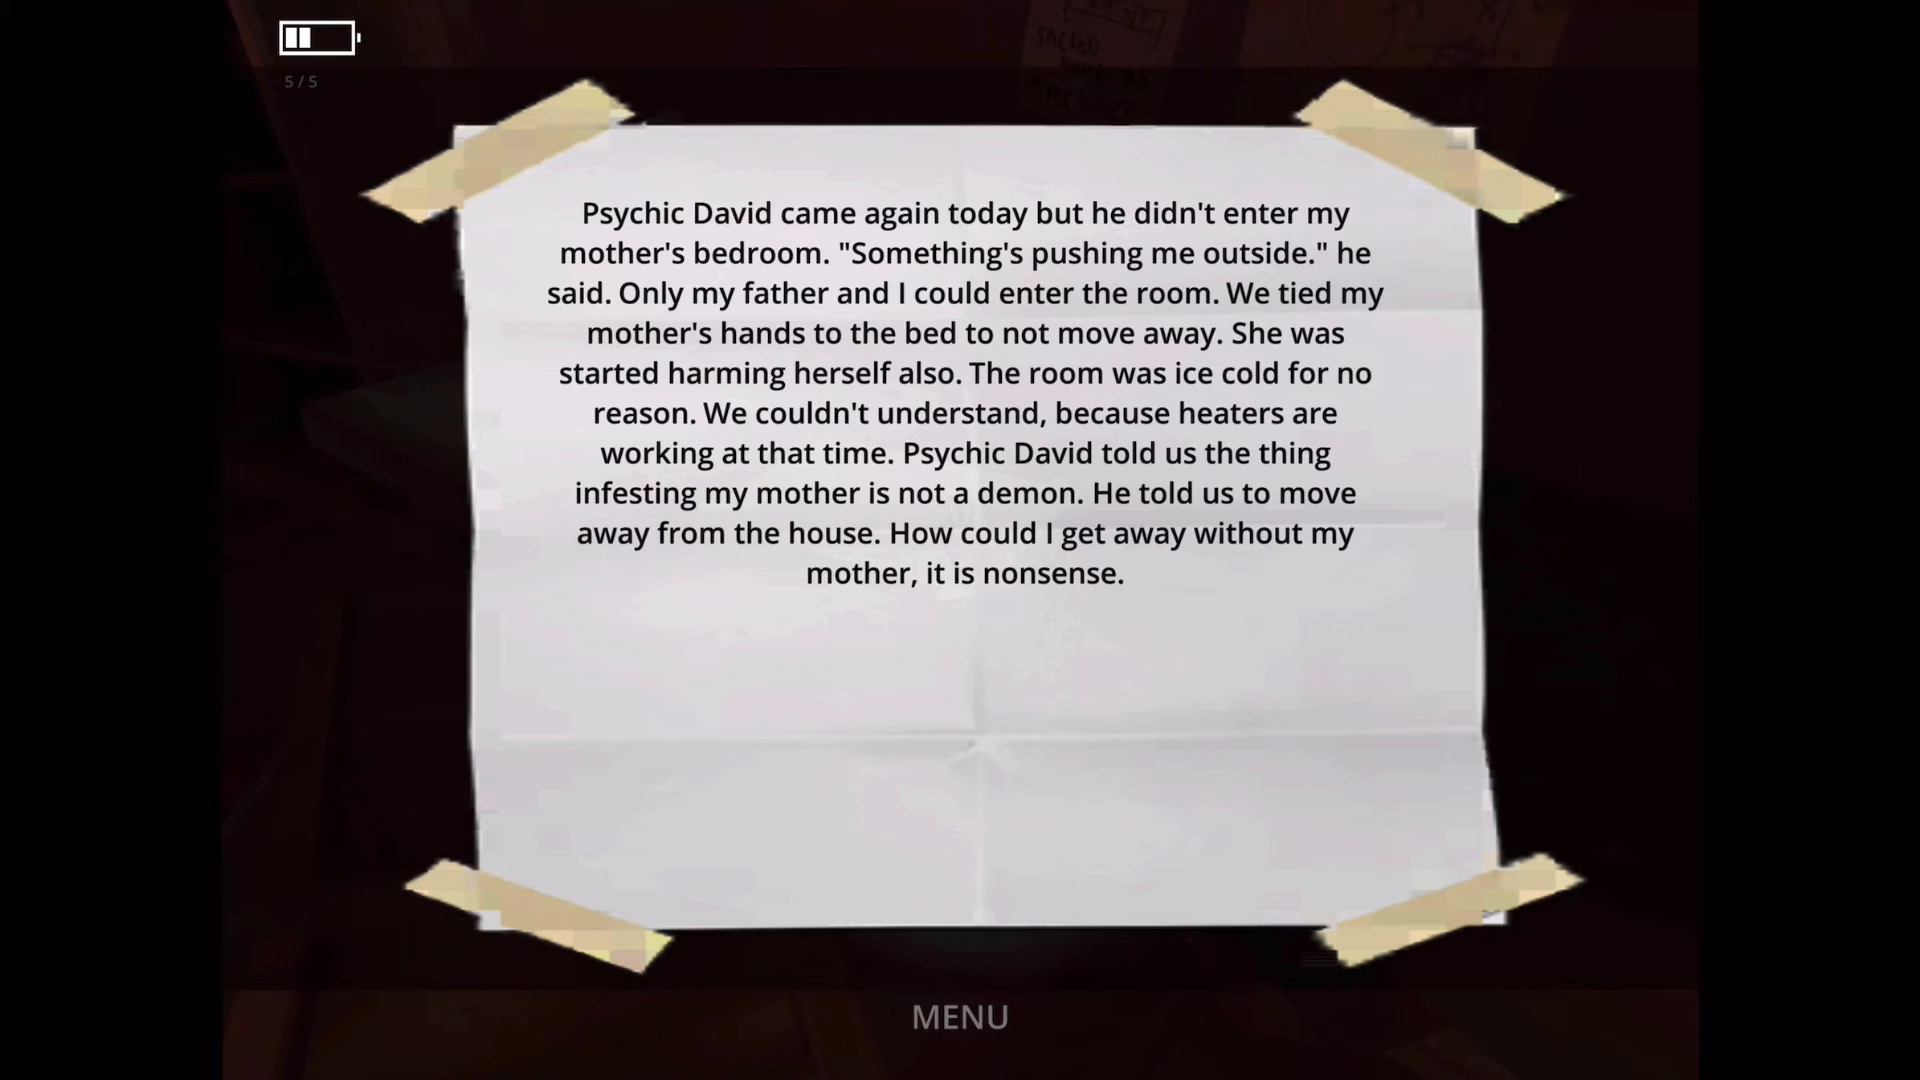 5/5
SACRED
Psychic David came again today but he didn't enter my
mother's bedroom. "Something's pushing me outside." he
said. Only my father and I could enter the room. We tied my
mother's hands to the bed to not move away. She was
started harming herself also. The room was ice cold for no
reason. We couldn't understand, because heaters are
working at that time. Psychic David told us the thing
infesting my mother is not a demon. He told us to move
away from the house. How could I get away without my
mother, it is nonsense.
MENU